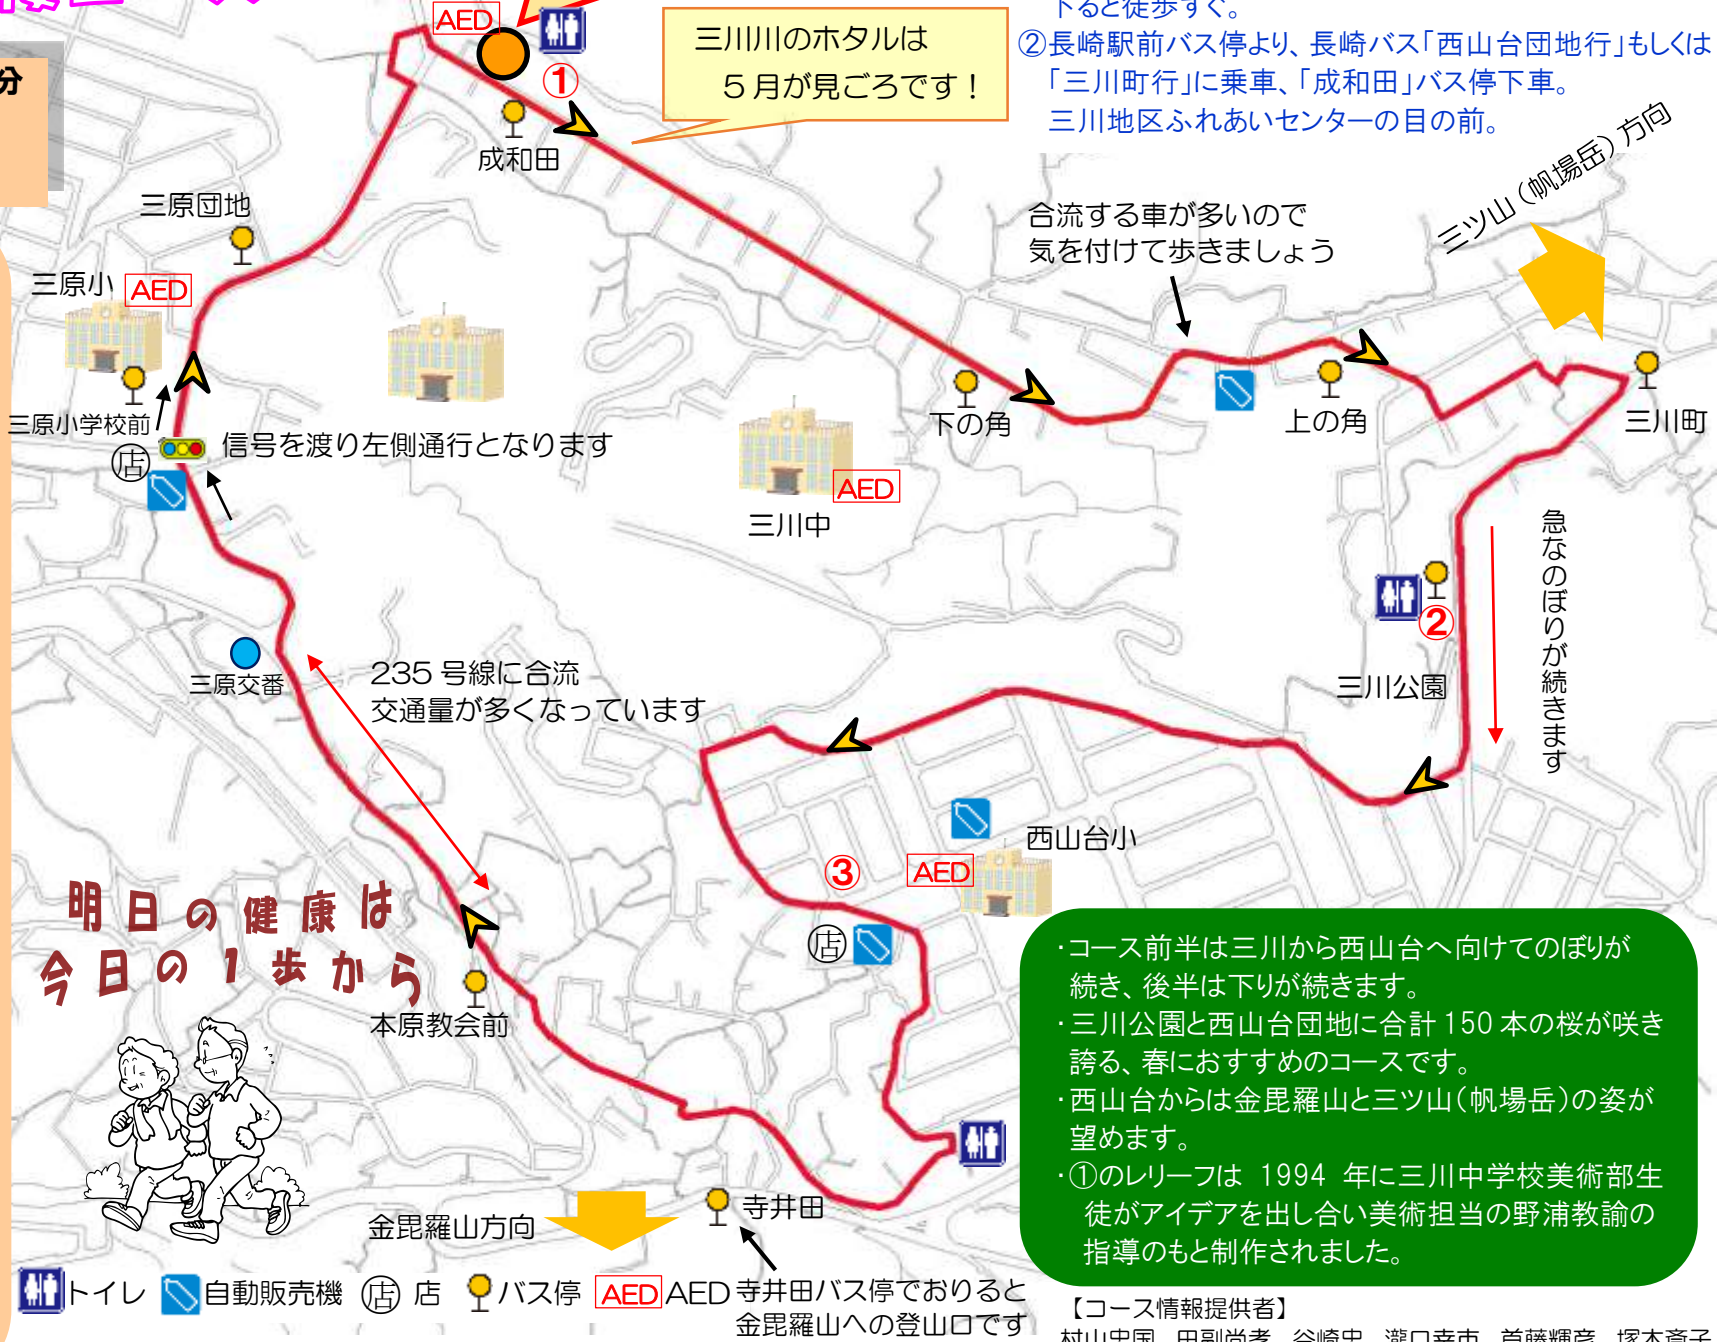 分
AED
①
三川川のホタルは
5月が見ごろです！
下ると徒歩すぐ。
②長崎駅前バス停より、長崎バス「西山台団地行」もしくは
「三川町行」に乗車、「成和田」バス停下車。
三川地区ふれあいセンターの目の前。
成和田
三ツ山（帆場岳）方向
三原団地
合流する車が多いので
気を付けて歩きましょう
三原小
AED
三原小学校前
店
信号を渡り左側通行となります
下の角
上の角
三川町
AED
三川中
急なのぼりが続きます
②
三川公園
三原交番
235号線に合流
交通量が多くなっています
西山台小
③
AED
店
明日の健康は
今日の1歩から
本原教会前
・コース前半は三川から西山台へ向けてのぼりが
続き、後半は下りが続きます。
・三川公園と西山台団地に合計150本の桜が咲き
誇る、春におすすめのコースです。
・西山台からは金毘羅山と三ツ山（帆場岳）の姿が
望めます。
・①のレリーフは 1994 年に三川中学校美術部生
徒がアイデアを出し合い美術担当の野浦教諭の
指導のもと制作されました。
金毘羅山方向
寺井田
トイレ 自動販売機 店 店 バス停 AED AED
寺井田バス停でおりると
金毘羅山への登山口です
【コース情報提供者】